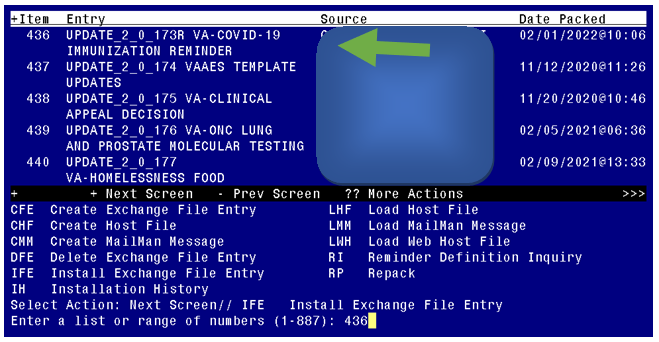 +Item  Entry  Source  Date Packed
436  UPDATE_2_0_173R VA-COVID-19  02/01/2022@10:06
IMMUNIZATION REMINDER
437  UPDATE_2_0_174 VAAES TEMPLATE  11/12/2020@11:26
UPDATES
438  UPDATE_2_0_175 VA-CLINICAL  11/20/2020@10:46
APPEAL DECISION
439  UPDATE_2_0_176 VA-ONC LUNG  02/05/2021@06:36
AND PROSTATE MOLECULAR TESTING
440  UPDATE_2_0_177  02/09/2021@13:33
VA-HOMELESSNESS FOOD
+  + Next Screen  - Prev Screen  ?? More Actions  >>>
CFE  Create Exchange File Entry  LHF  Load Host File
CHF  Create Host File  LMM  Load MailMan Message
CMM  Create MailMan Message  LWH  Load Web Host File
DFE  Delete Exchange File Entry  RI  Reminder Definition Inquiry
IFE  Install Exchange File Entry  RP  Repack
IH  Installation History
Select Action: Next Screen// IFE  Install Exchange File Entry
Enter a list or range of numbers (1-887): 436